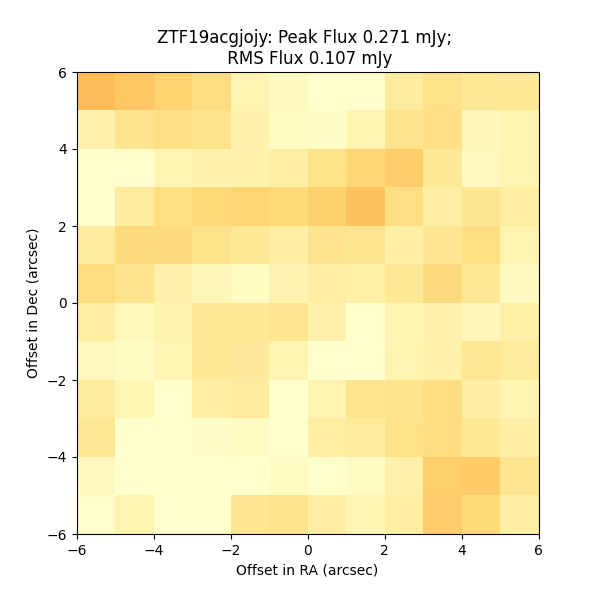 ZTF19acgjojy: Peak Flux 0.271 mJy;
RMS Flux 0.107 mJy
6
4
2
0
−2
−4
−6
Offset in Dec (arcsec)
−6 −4 −2 0 2 4 6
Offset in RA (arcsec)